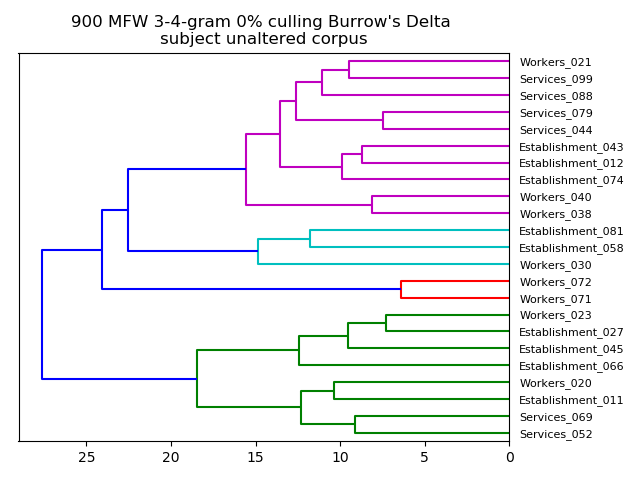 900 MFW 3-4-gram 0% culling Burrow's Delta
subject unaltered corpus
Workers_021
Services_099
Services_088
Services_079
Services_044
Establishment_043
Establishment_012
Establishment_074
Workers_040
Workers_038
Establishment_081
Establishment_058
Workers_030
Workers_072
Workers_071
Workers_023
Establishment_027
Establishment_045
Establishment_066
Workers_020
Establishment_011
Services_069
Services_052
25 20 15 10 5 0